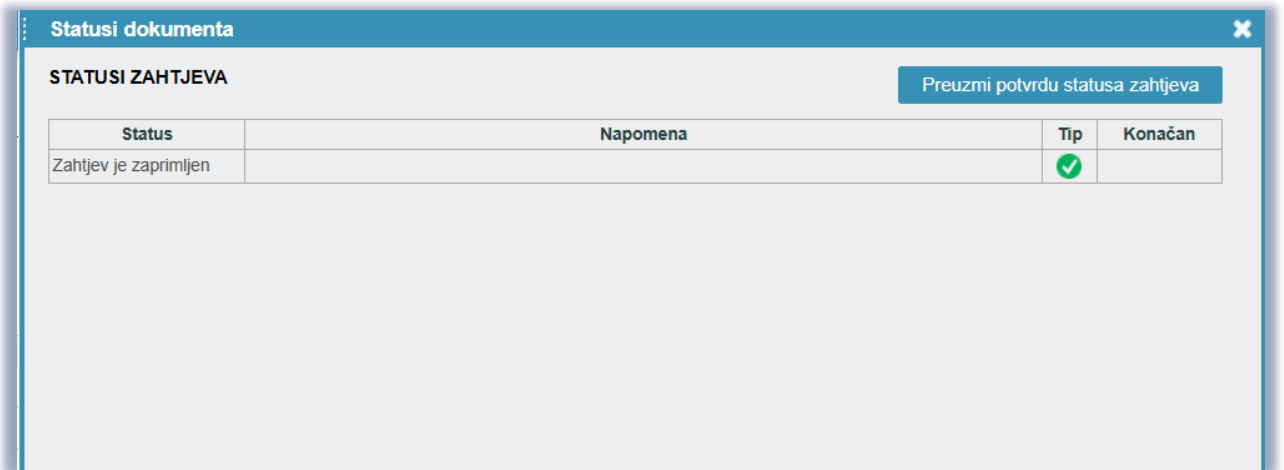 Statusi dokumenta
STATUSI ZAHTJEVA
Preuzmi potvrdu statusa zahtjeva
Status Napomena Tip Konačan
Zahtjev je zaprimljen